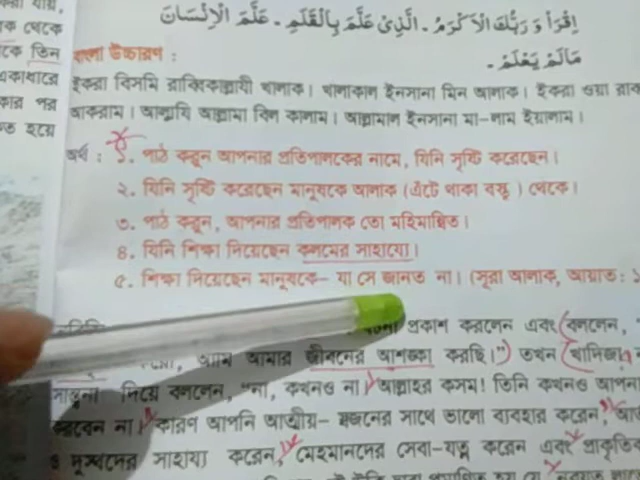 اِقْرَأْ وَرَبُّكَ الْاَكْرَمُ ـ الَّذِىْ عَلَّمَ بِالْقَلَمِ ـ عَلَّمَ الْاِنْسَانَ
مَالَمْ يَعْلَمْ ـ
বাংলা উচ্চারণ :
ইকরা বিসমি রাব্বিকাল্লাযী খালাক। খালাকাল ইনসানা মিন আলাক। ইকরা ওয়া রাব্ব
আকরাম। আল্লাযি আল্লামা বিল কালাম। আল্লামাল ইনসানা মা-লাম ইয়ালাম।
অর্থ : ১. পাঠ করুন আপনার প্রতিপালকের নামে, যিনি সৃষ্টি করেছেন।
২. যিনি সৃষ্টি করেছেন মানুষকে আলাক (এঁটে থাকা বস্তু) থেকে।
৩. পাঠ করুন, আপনার প্রতিপালক তো মহিমান্বিত।
৪. যিনি শিক্ষা দিয়েছেন কলমের সাহায্যে।
৫. শিক্ষা দিয়েছেন মানুষকে- যা সে জানত না। (সূরা আলাক, আয়াত:
প্রকাশ করলেন এবং (বললেন,
আমি আমার জীবনের আশঙ্কা করছি।") তখন (খাদিজা
সান্ত্বনা দিয়ে বললেন, "না, কখনও না। আল্লাহর কসম! তিনি কখনও আপনা
করবেন না। কারণ আপনি আত্মীয়- স্বজনের সাথে ভালো ব্যবহার করেন,
ও দুস্থদের সাহায্য করেন, মেহমানদের সেবা-যত্ন করেন এবং প্রাকৃতিক